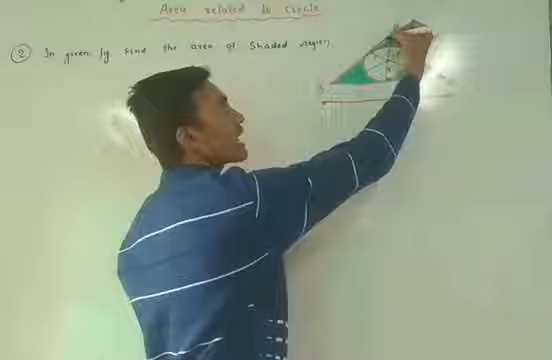 Area related to Circle
(2) In given fig. Find the area of Shaded region.